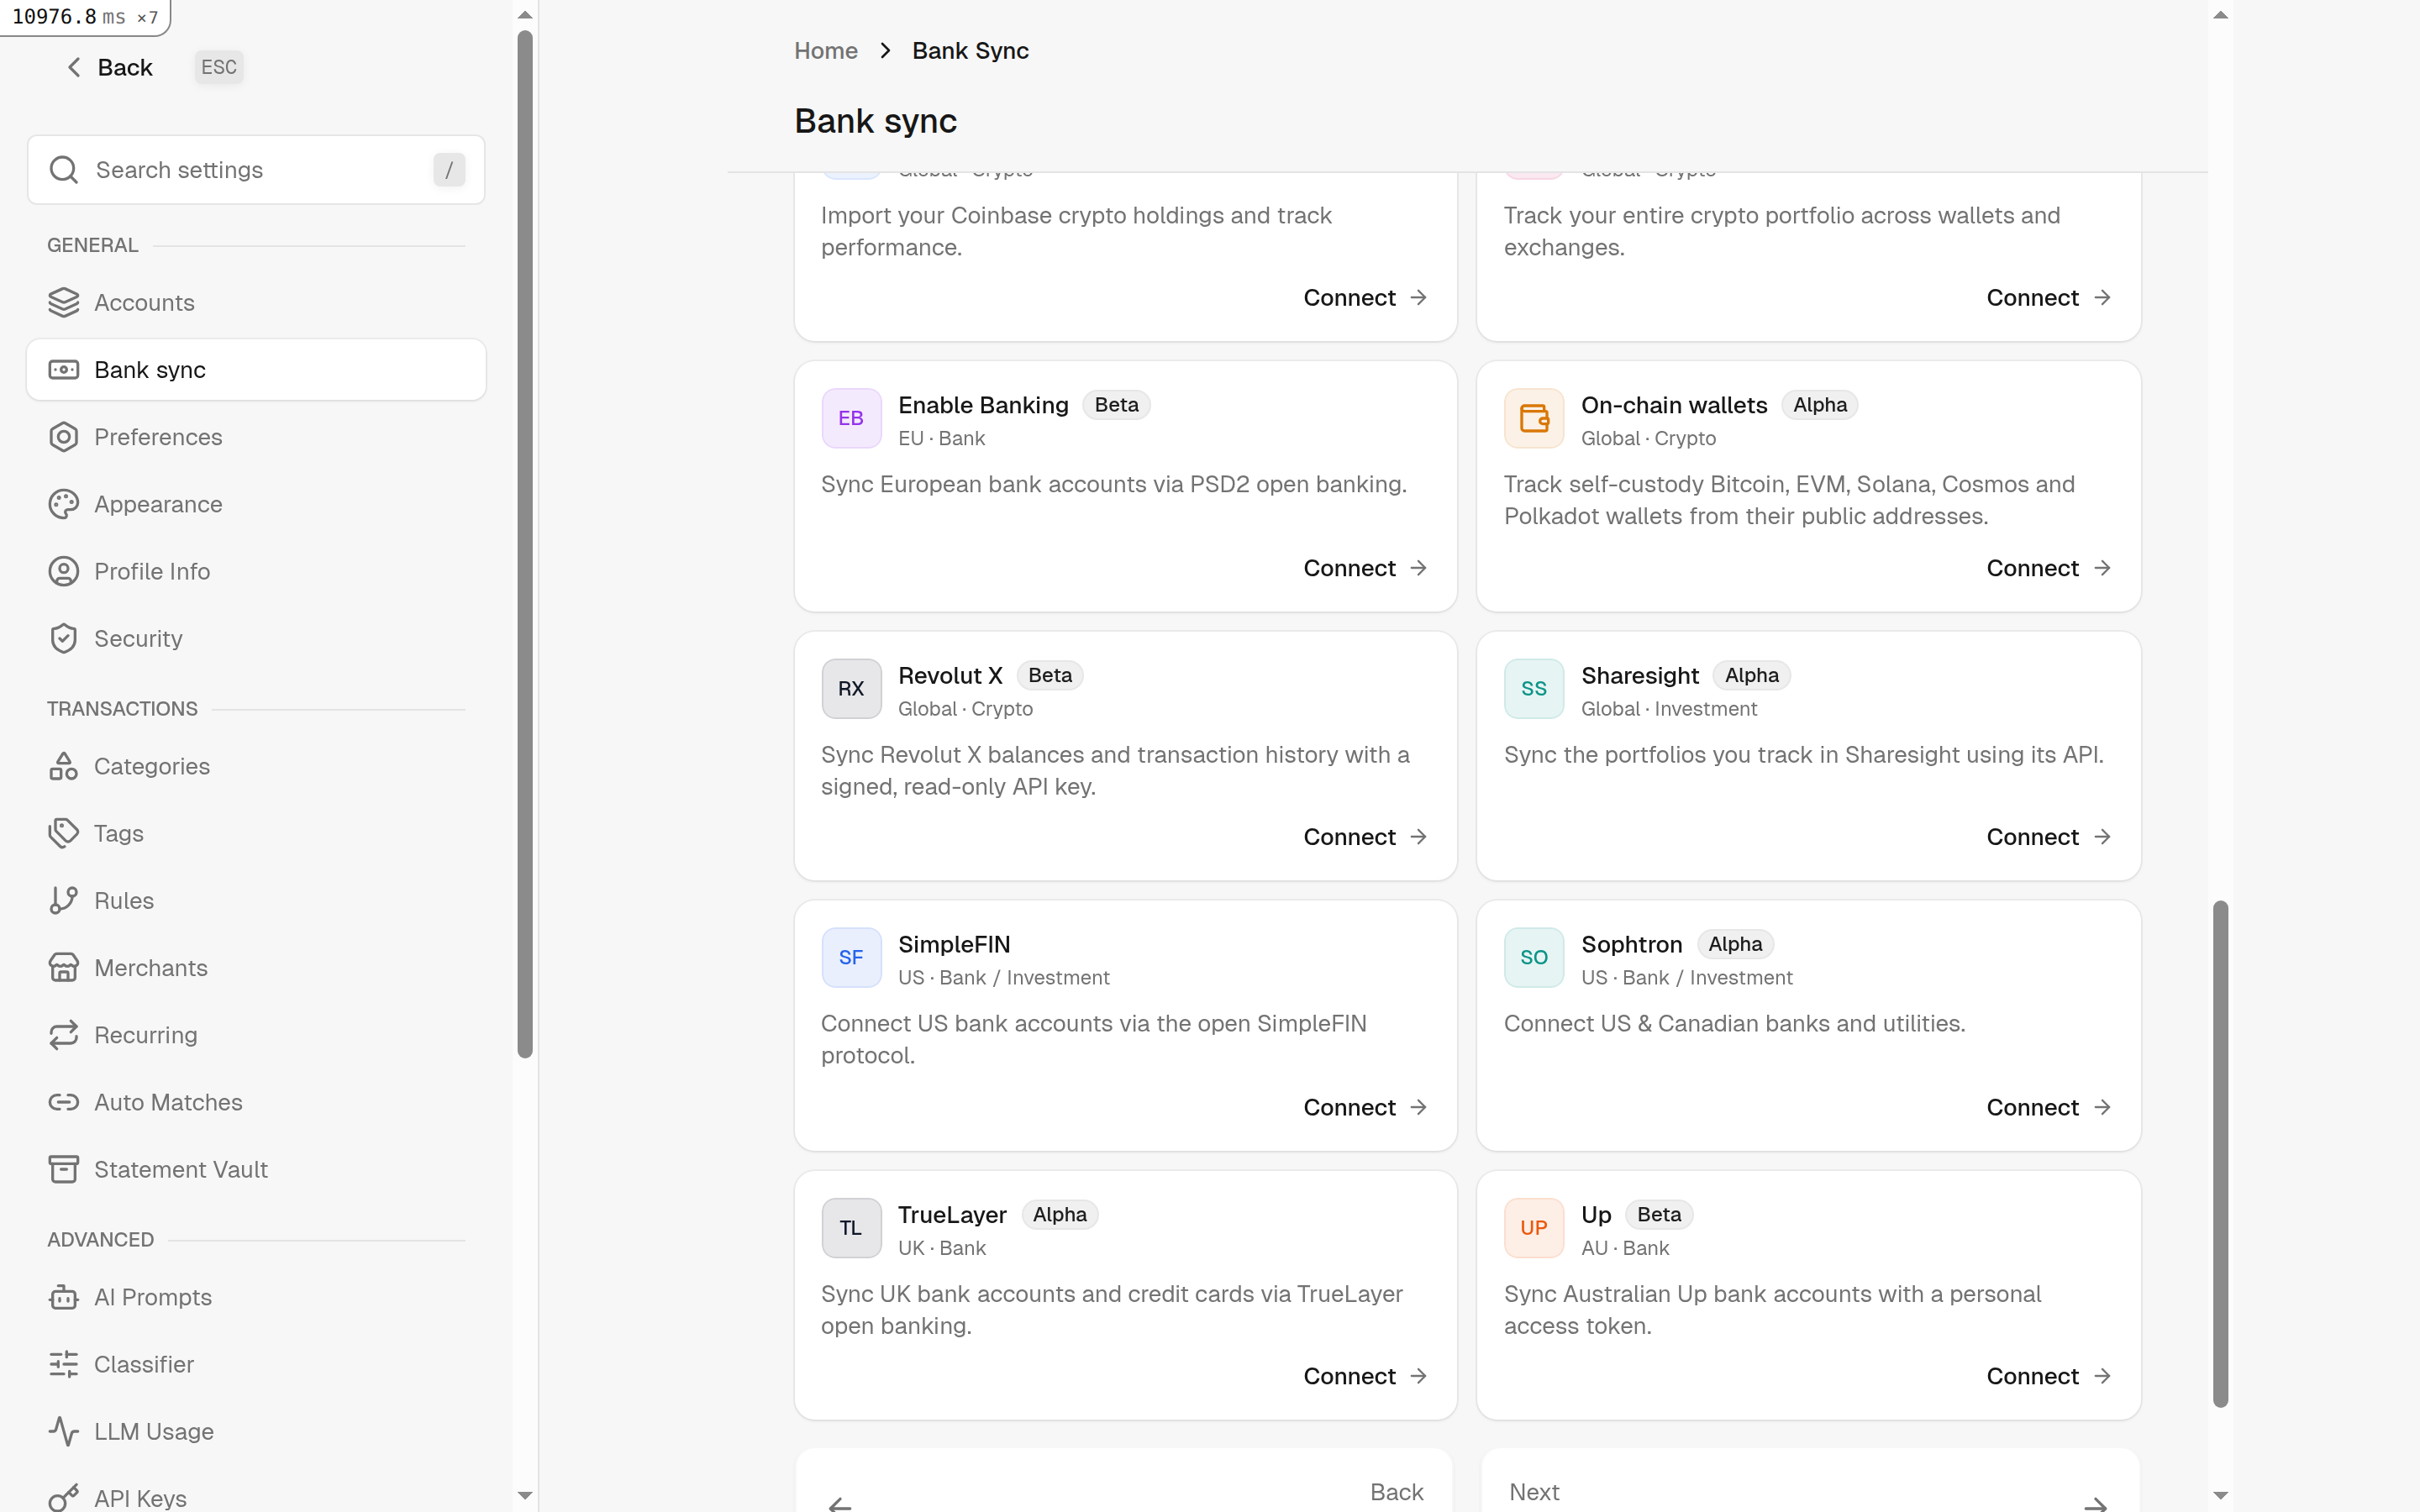 10976.8 ms ×7
Back ESC
Search settings /
GENERAL
Accounts
Bank sync
Preferences
Appearance
Profile Info
Security
TRANSACTIONS
Categories
Tags
Rules
Merchants
Recurring
Auto Matches
Statement Vault
ADVANCED
AI Prompts
Classifier
LLM Usage
API Keys
Home > Bank Sync
Bank sync
Global · Crypto
Import your Coinbase crypto holdings and track
performance.
Connect →
Global · Crypto
Track your entire crypto portfolio across wallets and
exchanges.
Connect →
EB
Enable Banking Beta
EU · Bank
Sync European bank accounts via PSD2 open banking.
Connect →
On-chain wallets Alpha
Global · Crypto
Track self-custody Bitcoin, EVM, Solana, Cosmos and
Polkadot wallets from their public addresses.
Connect →
RX
Revolut X Beta
Global · Crypto
Sync Revolut X balances and transaction history with a
signed, read-only API key.
Connect →
SS
Sharesight Alpha
Global · Investment
Sync the portfolios you track in Sharesight using its API.
Connect →
SF
SimpleFIN
US · Bank / Investment
Connect US bank accounts via the open SimpleFIN
protocol.
Connect →
SO
Sophtron Alpha
US · Bank / Investment
Connect US & Canadian banks and utilities.
Connect →
TL
TrueLayer Alpha
UK · Bank
Sync UK bank accounts and credit cards via TrueLayer
open banking.
Connect →
UP
Up Beta
AU · Bank
Sync Australian Up bank accounts with a personal
access token.
Connect →
← Back
Next →